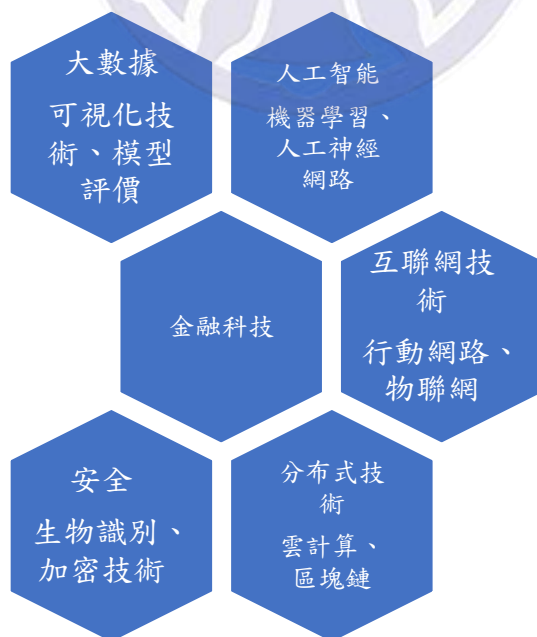 大數據
可視化技
術、模型
評價
人工智能
機器學習、
人工神經
網路
金融科技
互聯網技
術
行動網路、
物聯網
安全
生物識別、
加密技術
分布式技
術
雲計算、
區塊鏈